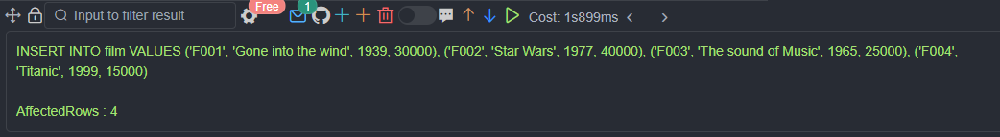 Input to filter result
Free
1
Cost: 1s899ms
INSERT INTO film VALUES ('F001', 'Gone into the wind', 1939, 30000), ('F002', 'Star Wars', 1977, 40000), ('F003', 'The sound of Music', 1965, 25000), ('F004',
'Titanic', 1999, 15000)
AffectedRows : 4